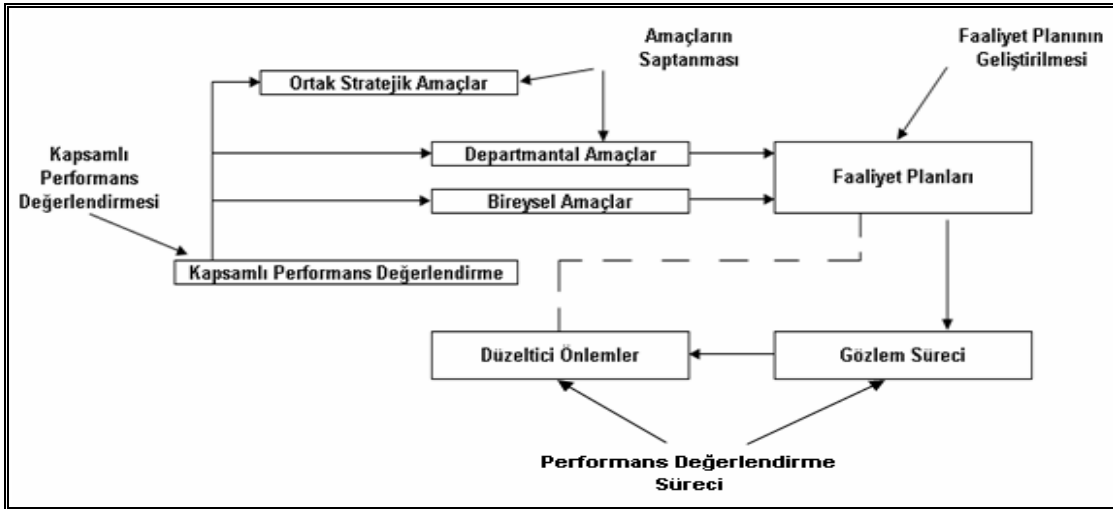 Amaçların
Saptanması
Faaliyet Planının
Geliştirilmesi
Ortak Stratejik Amaçlar
Kapsamlı
Performans
Değerlendirmesi
Departmantal Amaçlar
Faaliyet Planları
Bireysel Amaçlar
Kapsamlı Performans Değerlendirme
Düzeltici Önlemler
Gözlem Süreci
Performans Değerlendirme
Süreci